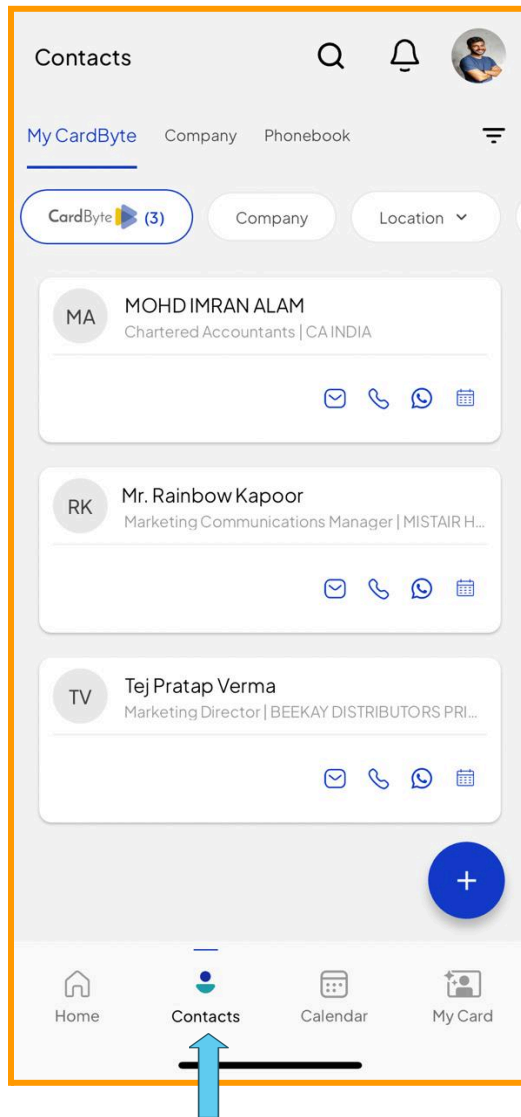 Contacts
My CardByte Company Phonebook
CardByte (3) Company Location
MA MOHD IMRAN ALAM
Chartered Accountants | CA INDIA
RK Mr. Rainbow Kapoor
Marketing Communications Manager | MISTAIR H...
TV Tej Pratap Verma
Marketing Director | BEEKAY DISTRIBUTORS PRI...
+
Home Contacts Calendar My Card